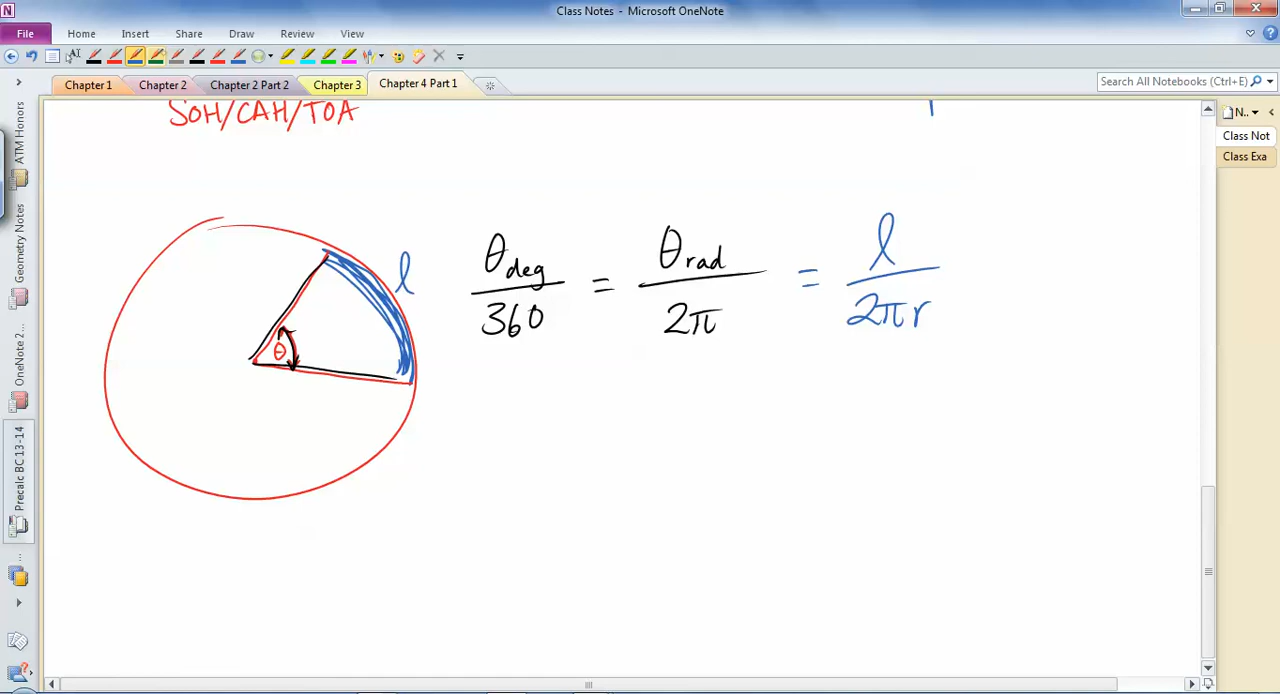 Class Notes - Microsoft OneNote
File Home Insert Share Draw Review View
Chapter 1 Chapter 2 Chapter 2 Part 2 Chapter 3 Chapter 4 Part 1
Search All Notebooks (Ctrl+E)
N..
Class Not
Class Exa
ATM Honors
Geometry Notes
OneNote 2...
Precalc BC 13-14
SOH/CAH/TOA
l
θ
θdeg/360 = θrad/2π = l/2πr